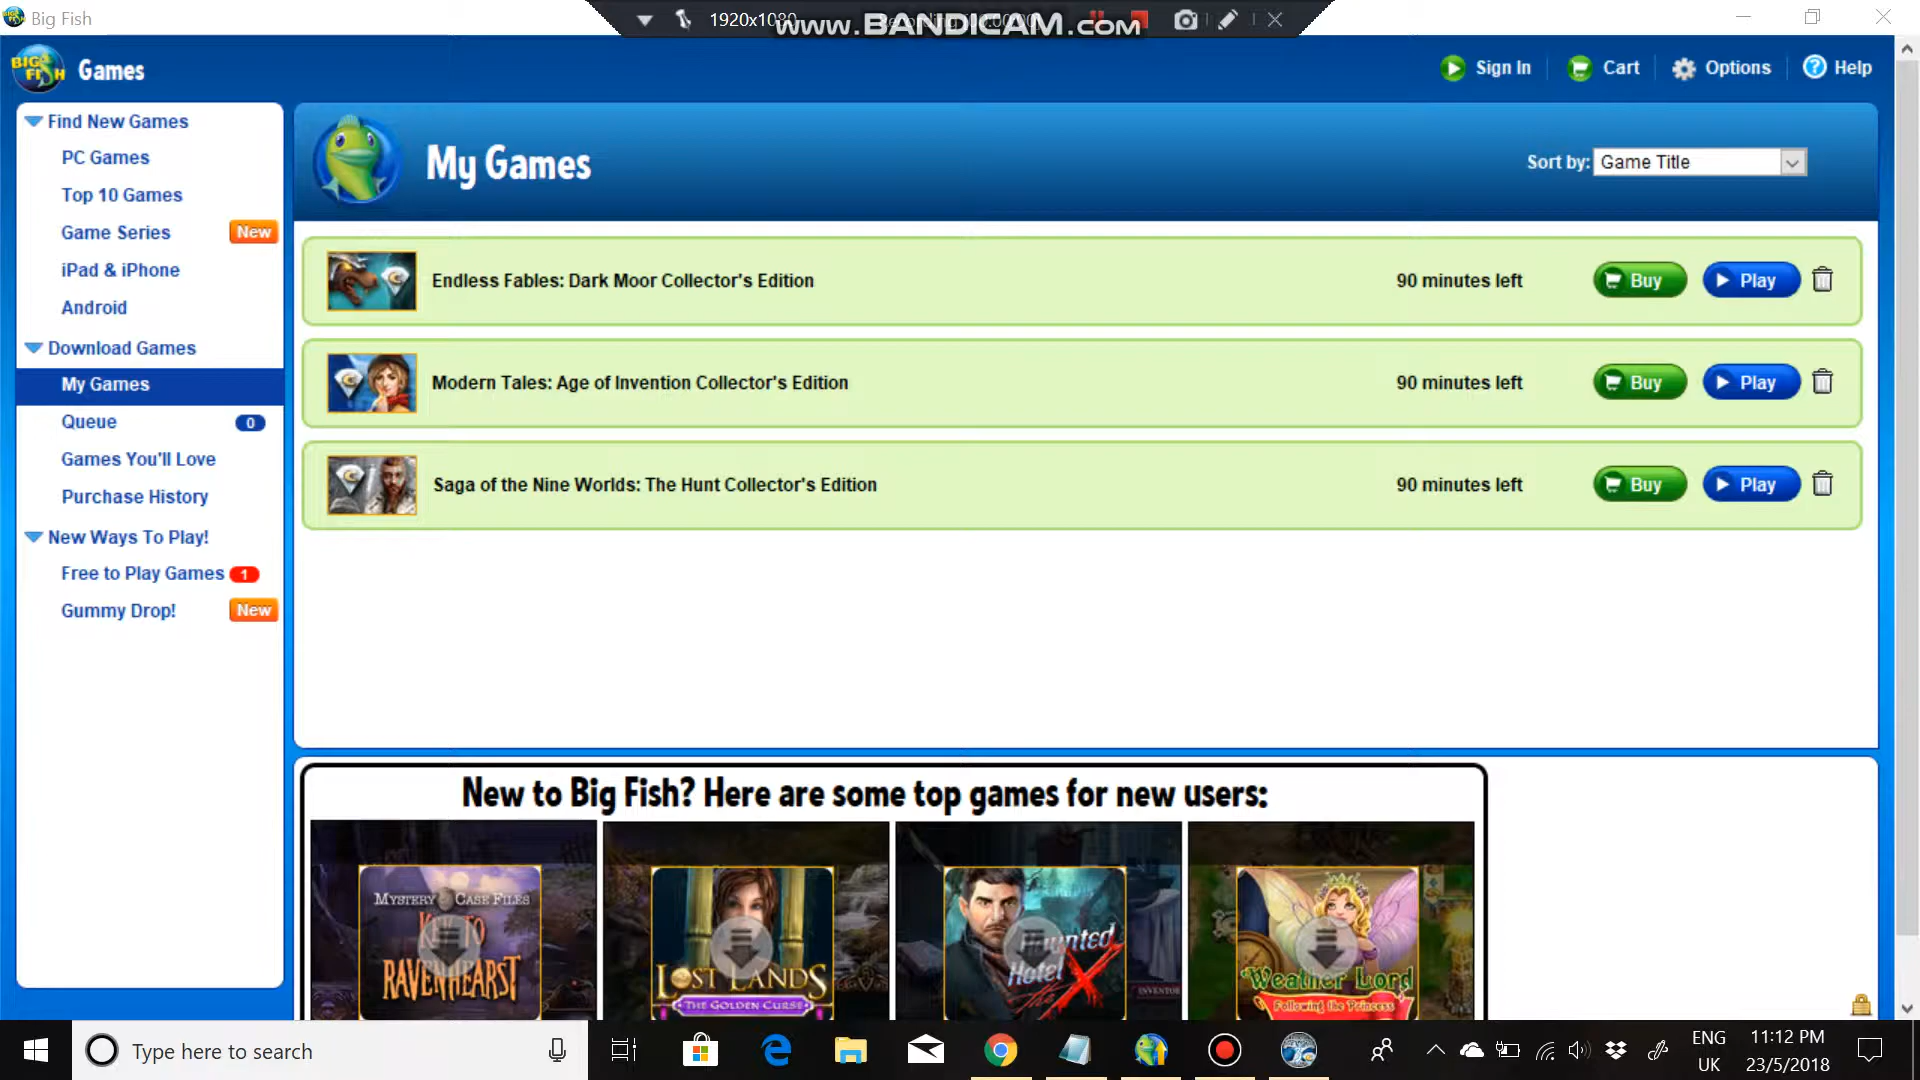 Big Fish
1920x1080
www.BANDICAM.com
BIG FISH Games
Sign In
Cart
Options
Help
Find New Games
PC Games
Top 10 Games
Game Series New
iPad & iPhone
Android
Download Games
My Games
Queue 0
Games You'll Love
Purchase History
New Ways To Play!
Free to Play Games 1
Gummy Drop! New
My Games
Sort by: Game Title
Endless Fables: Dark Moor Collector's Edition 90 minutes left Buy Play
Modern Tales: Age of Invention Collector's Edition 90 minutes left Buy Play
Saga of the Nine Worlds: The Hunt Collector's Edition 90 minutes left Buy Play
New to Big Fish? Here are some top games for new users:
MYSTERY CASE FILES
KEY TO
RAVENHEARST
LOST LANDS
THE GOLDEN CURSE
Haunted
Hotel
The X
INVENTOR
Weather Lord
Following the Princess
Type here to search
ENG
UK
11:12 PM
23/5/2018